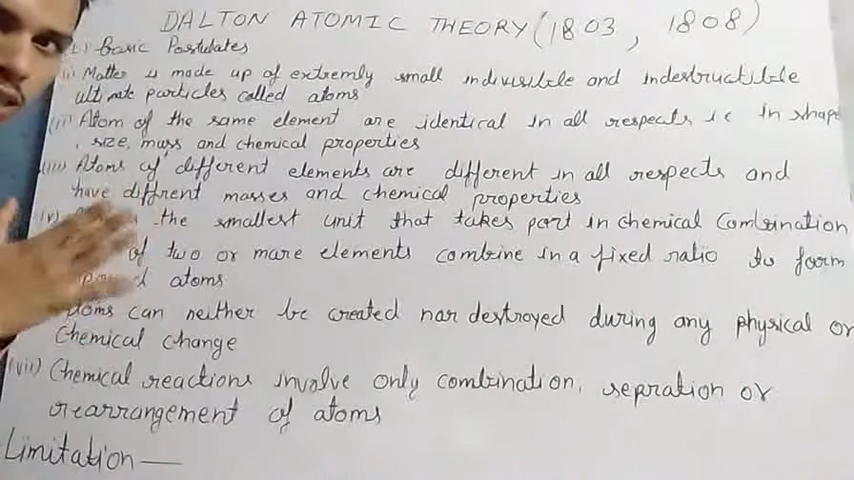 DALTON ATOMIC THEORY (1803, 1808)
Basic Postulates
(i) Matter is made up of extremly small indivisible and indestructible
ultimate particles called atoms
(ii) Atom of the same element are identical in all respects i.e in shape
, size, mass and chemical properties
(iii) Atoms of different elements are different in all respects and
have diffrent masses and chemical properties
the smallest unit that takes part in chemical Combination
of two or more elements combine in a fixed ratio to form
atoms
atoms can neither be created nor destroyed during any physical or
Chemical change
(vii) Chemical reactions involve only combination, sepration or
rearrangement of atoms
Limitation —